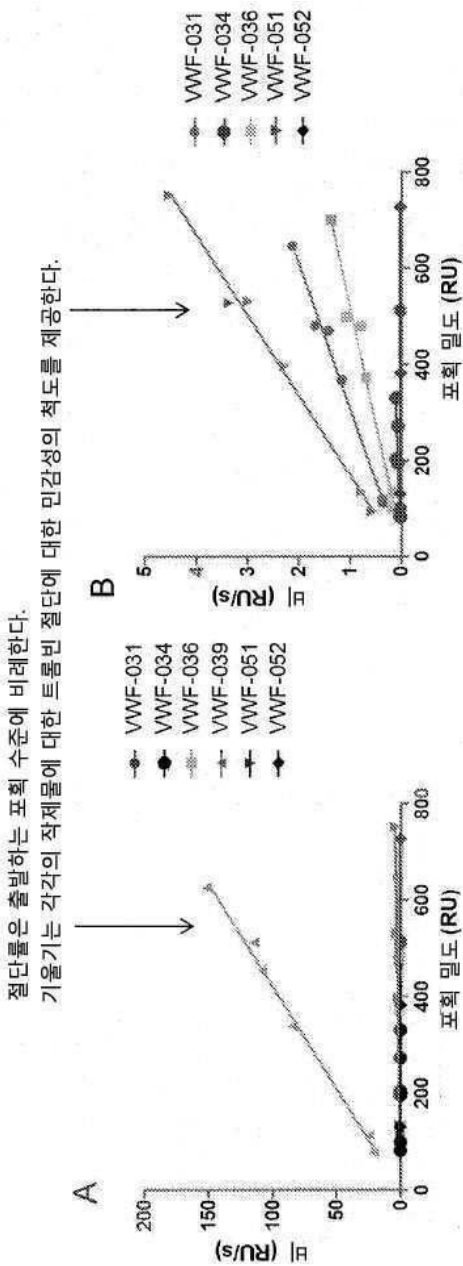 절단률은 출발하는 포획 수준에 비례한다.
기울기는 각각의 작제물에 대한 트롬빈 절단에 대한 민감성의 척도를 제공한다.
A
200
150
100
50
0
비 (RU/s)
0
200
400
600
800
포획 밀도 (RU)
VWF-031
VWF-034
VWF-036
VWF-039
VWF-051
VWF-052
B
5
4
3
2
1
0
비 (RU/s)
0
200
400
600
800
포획 밀도 (RU)
VWF-031
VWF-034
VWF-036
VWF-051
VWF-052